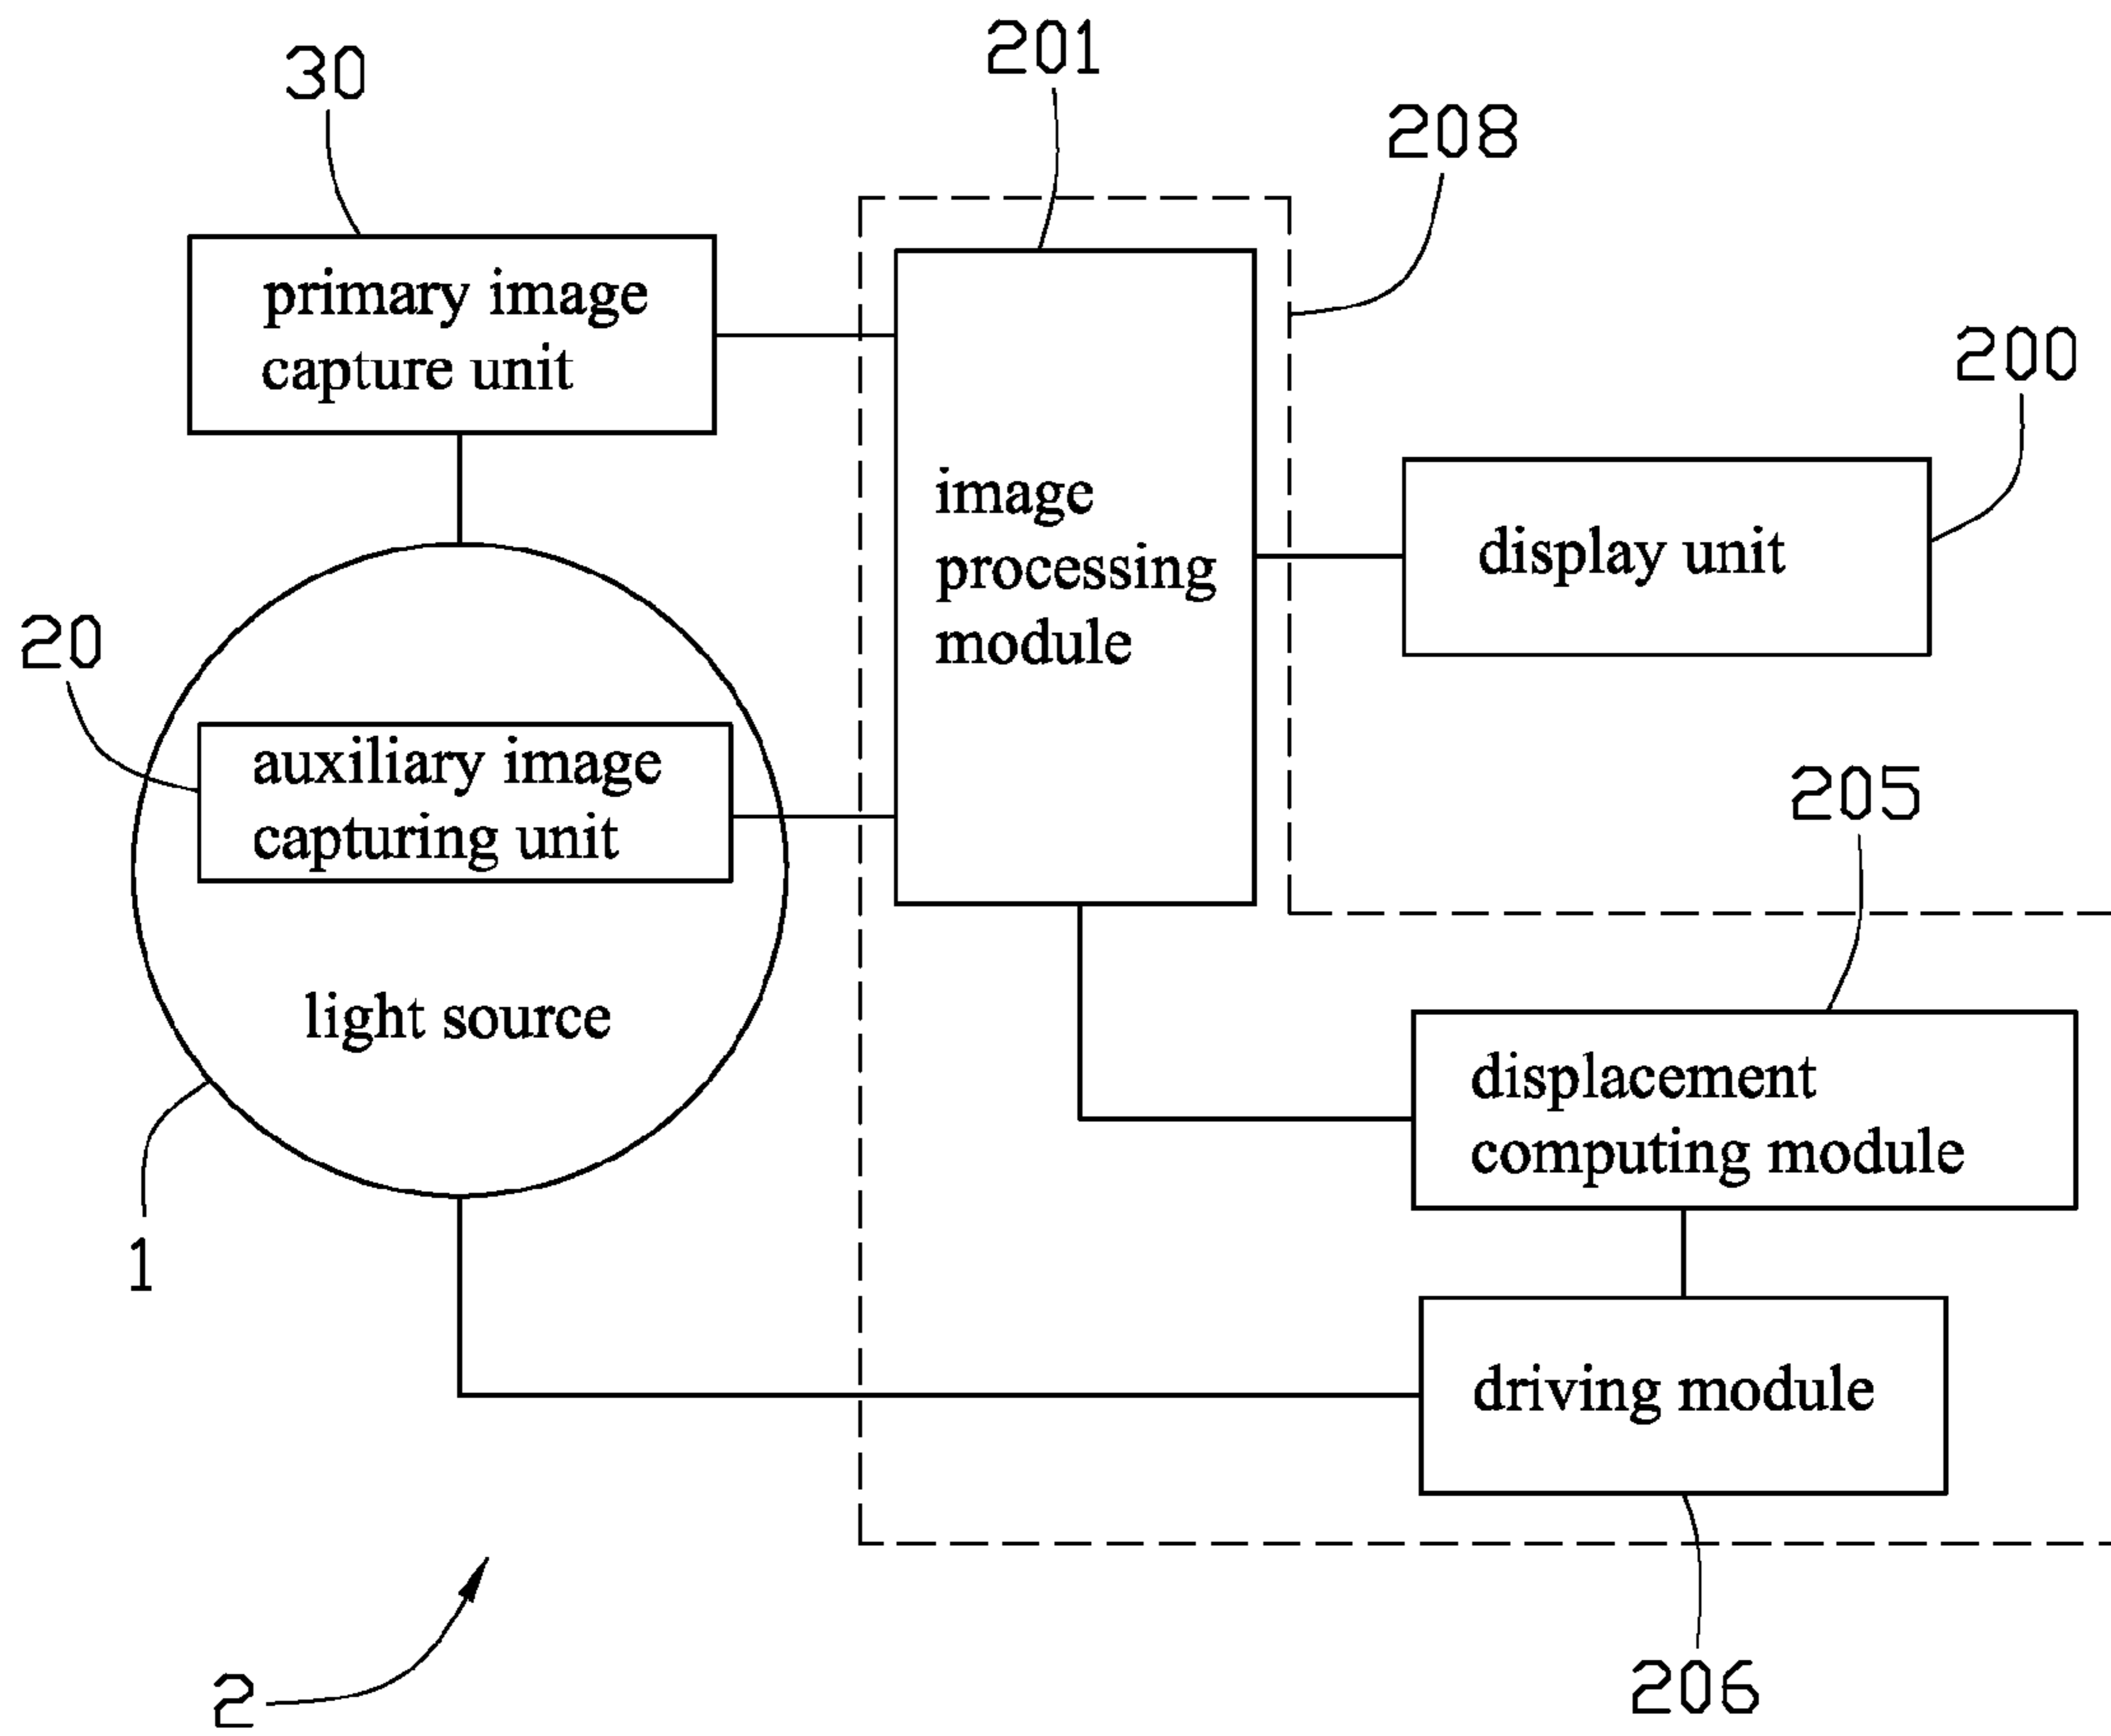 201
30
208
primary image
capture unit
200
image
processing
module
display unit
20
auxiliary image
capturing unit
205
light source
displacement
computing module
1
driving module
2
206